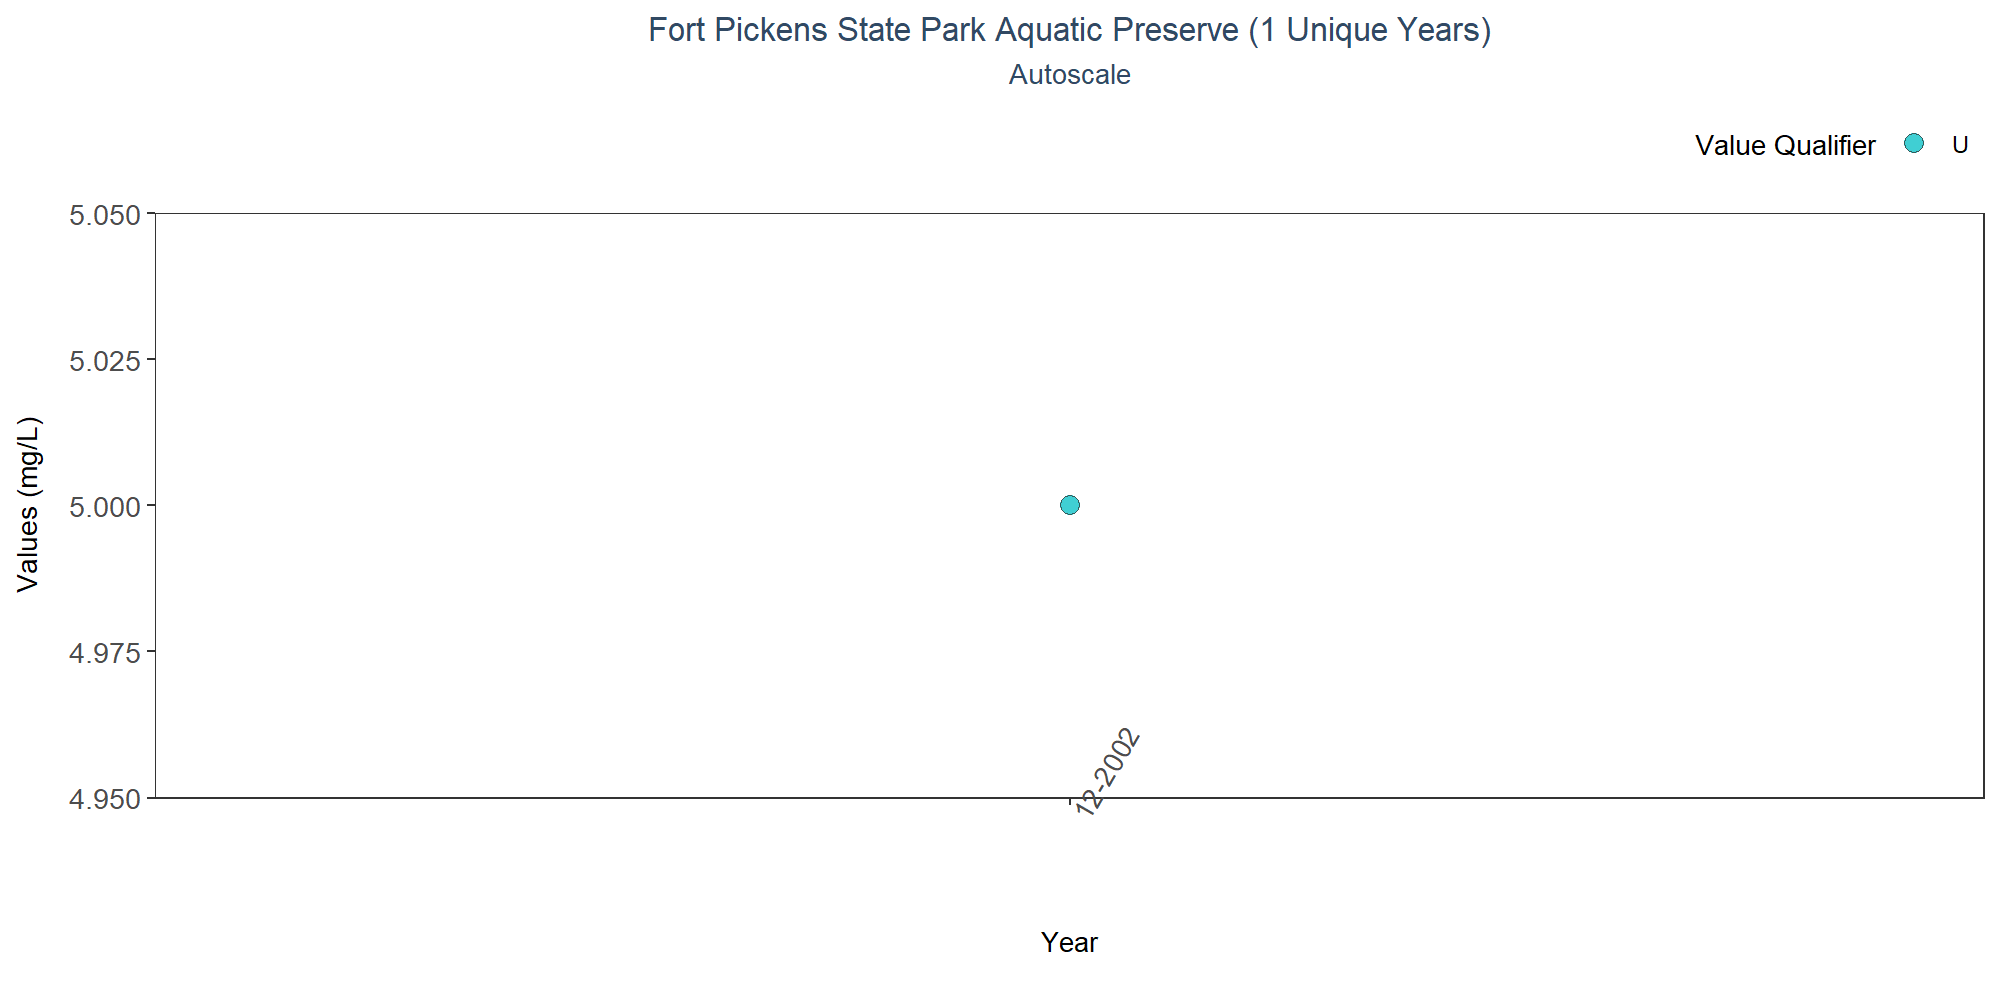 Fort Pickens State Park Aquatic Preserve (1 Unique Years)
Autoscale
Value Qualifier U
5.050
5.025
5.000
4.975
4.950
Values (mg/L)
12-2002
Year